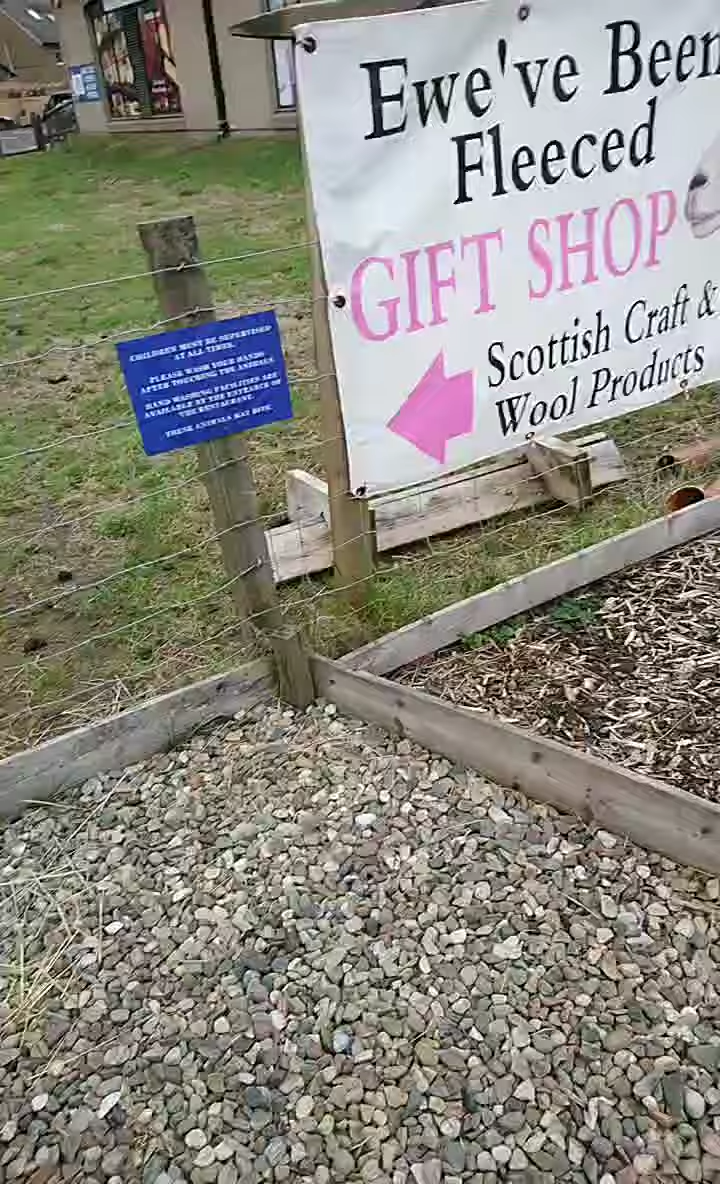 Ewe've Been
Fleeced
GIFT SHOP
Scottish Craft &
Wool Products
CHILDREN MUST BE SUPERVISED
AT ALL TIMES.
PLEASE WASH YOUR HANDS
AFTER TOUCHING THE ANIMALS.
HAND WASHING FACILITIES ARE
AVAILABLE AT THE ENTRANCE OF
THE RESTAURANT.
THESE ANIMALS MAY BITE